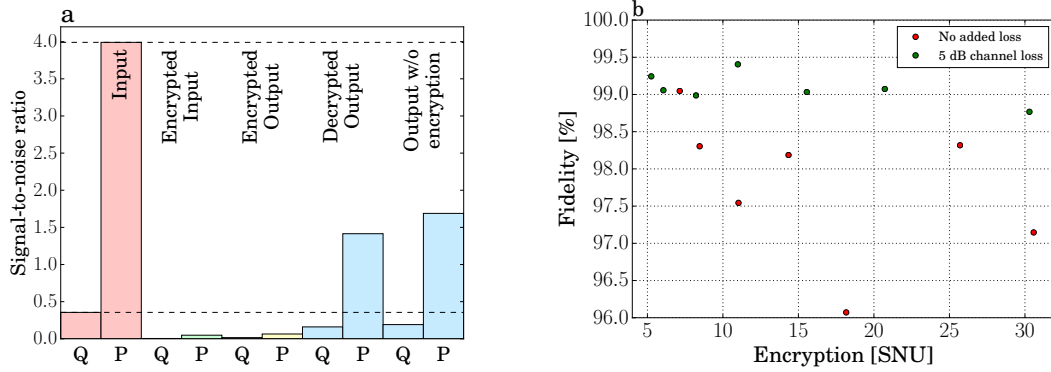 a
Signal-to-noise ratio
4.0
3.5
3.0
2.5
2.0
1.5
1.0
0.5
0.0
Input
Encrypted
Input
Encrypted
Output
Decrypted
Output
Output w/o
encryption
Q P Q P Q P Q P Q P
b
Fidelity [%]
100.0
99.5
99.0
98.5
98.0
97.5
97.0
96.5
96.0
No added loss
5 dB channel loss
5 10 15 20 25 30
Encryption [SNU]